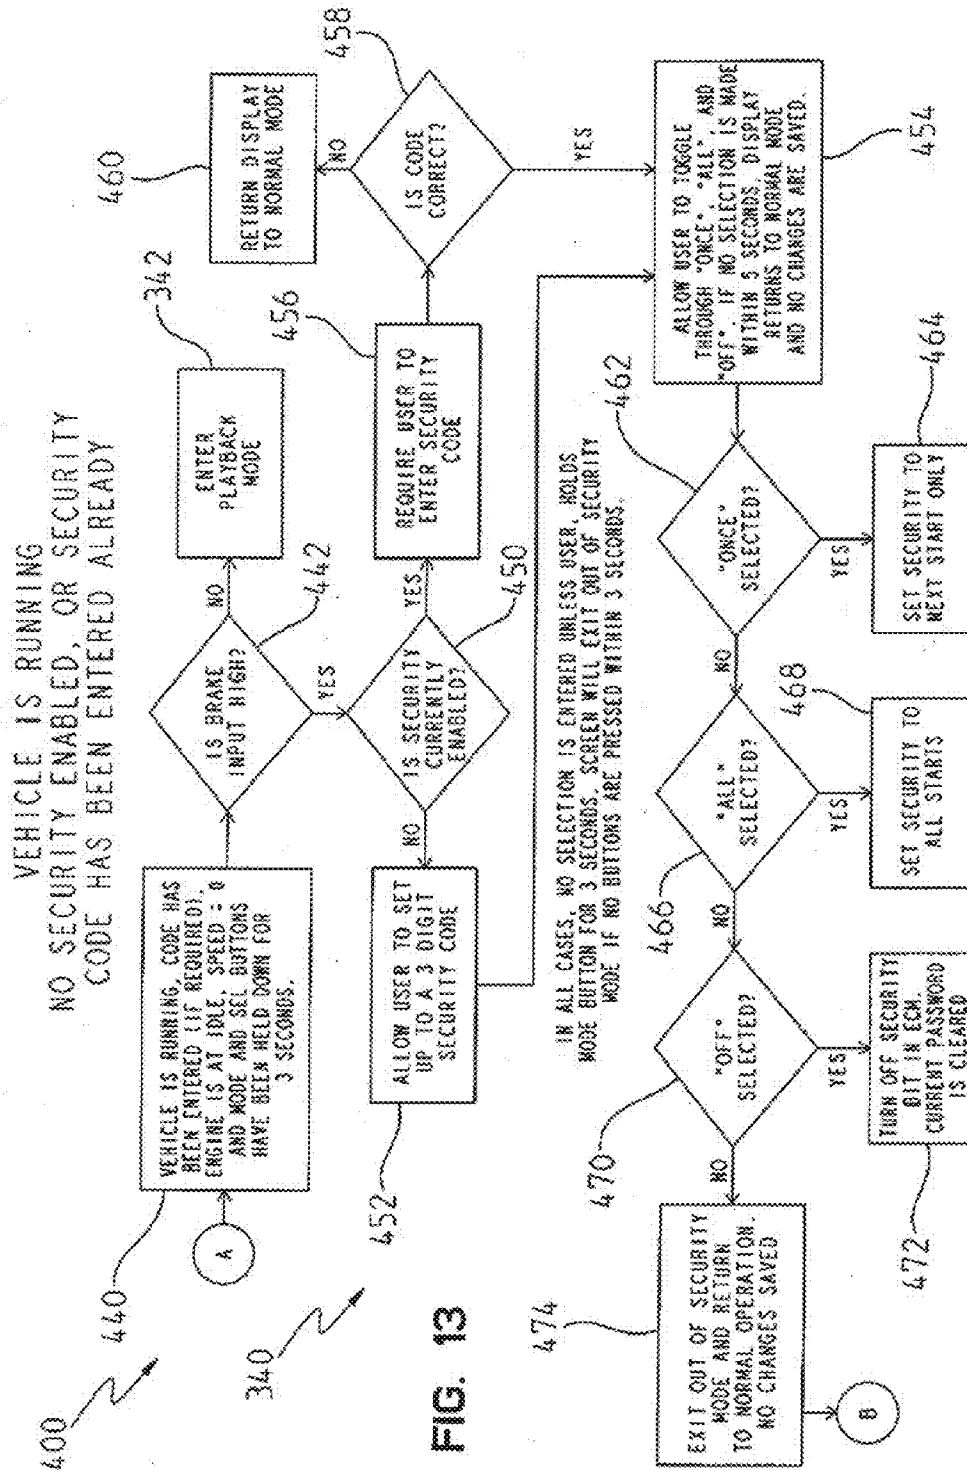 VEHICLE IS RUNNING
NO SECURITY ENABLED, OR SECURITY
CODE HAS BEEN ENTERED ALREADY
400
340
A
440
VEHICLE IS RUNNING, CODE HAS
BEEN ENTERED (IF REQUIRED).
ENGINE IS AT IDLE, SPEED = 0
AND MODE AND SEL BUTTONS
HAVE BEEN HELD DOWN FOR
3 SECONDS.
IS BRAKE
INPUT HIGH?
442
NO
ENTER
PLAYBACK
MODE
342
YES
IS SECURITY
CURRENTLY
ENABLED?
450
YES
REQUIRE USER TO
ENTER SECURITY
CODE
456
IS CODE
CORRECT?
458
NO
RETURN DISPLAY
TO NORMAL MODE
460
YES
NO
ALLOW USER TO SET
UP TO A 3 DIGIT
SECURITY CODE
452
IN ALL CASES, NO SELECTION IS ENTERED UNLESS USER, HOLDS
MODE BUTTON FOR 3 SECONDS. SCREEN WILL EXIT OUT OF SECURITY
MODE IF NO BUTTONS ARE PRESSED WITHIN 3 SECONDS.
ALLOW USER TO TOGGLE
THROUGH "ONCE", "ALL", AND
"OFF". IF NO SELECTION IS MADE
WITHIN 5 SECONDS, DISPLAY
RETURNS TO NORMAL MODE
AND NO CHANGES ARE SAVED.
454
"ONCE"
SELECTED?
462
YES
SET SECURITY TO
NEXT START ONLY
464
NO
"ALL"
SELECTED?
466
YES
SET SECURITY TO
ALL STARTS
468
NO
"OFF"
SELECTED?
470
YES
TURN OFF SECURITY
BIT IN ECM.
CURRENT PASSWORD
IS CLEARED
472
NO
EXIT OUT OF SECURITY
MODE AND RETURN
TO NORMAL OPERATION.
NO CHANGES SAVED
474
B
FIG. 13